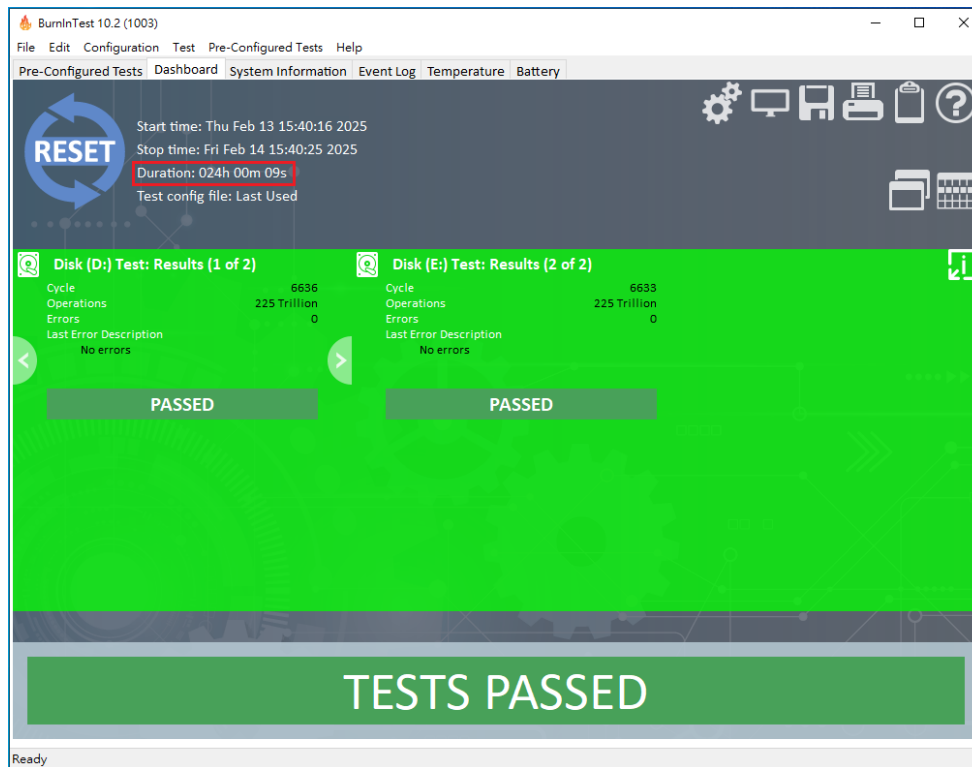 BurnInTest 10.2 (1003)
File Edit Configuration Test Pre-Configured Tests Help
Pre-Configured Tests Dashboard System Information Event Log Temperature Battery
RESET
Start time: Thu Feb 13 15:40:16 2025
Stop time: Fri Feb 14 15:40:25 2025
Duration: 024h 00m 09s
Test config file: Last Used
Disk (D:) Test: Results (1 of 2)
Cycle 6636
Operations 225 Trillion
Errors 0
Last Error Description
No errors
PASSED
Disk (E:) Test: Results (2 of 2)
Cycle 6633
Operations 225 Trillion
Errors 0
Last Error Description
No errors
PASSED
TESTS PASSED
Ready